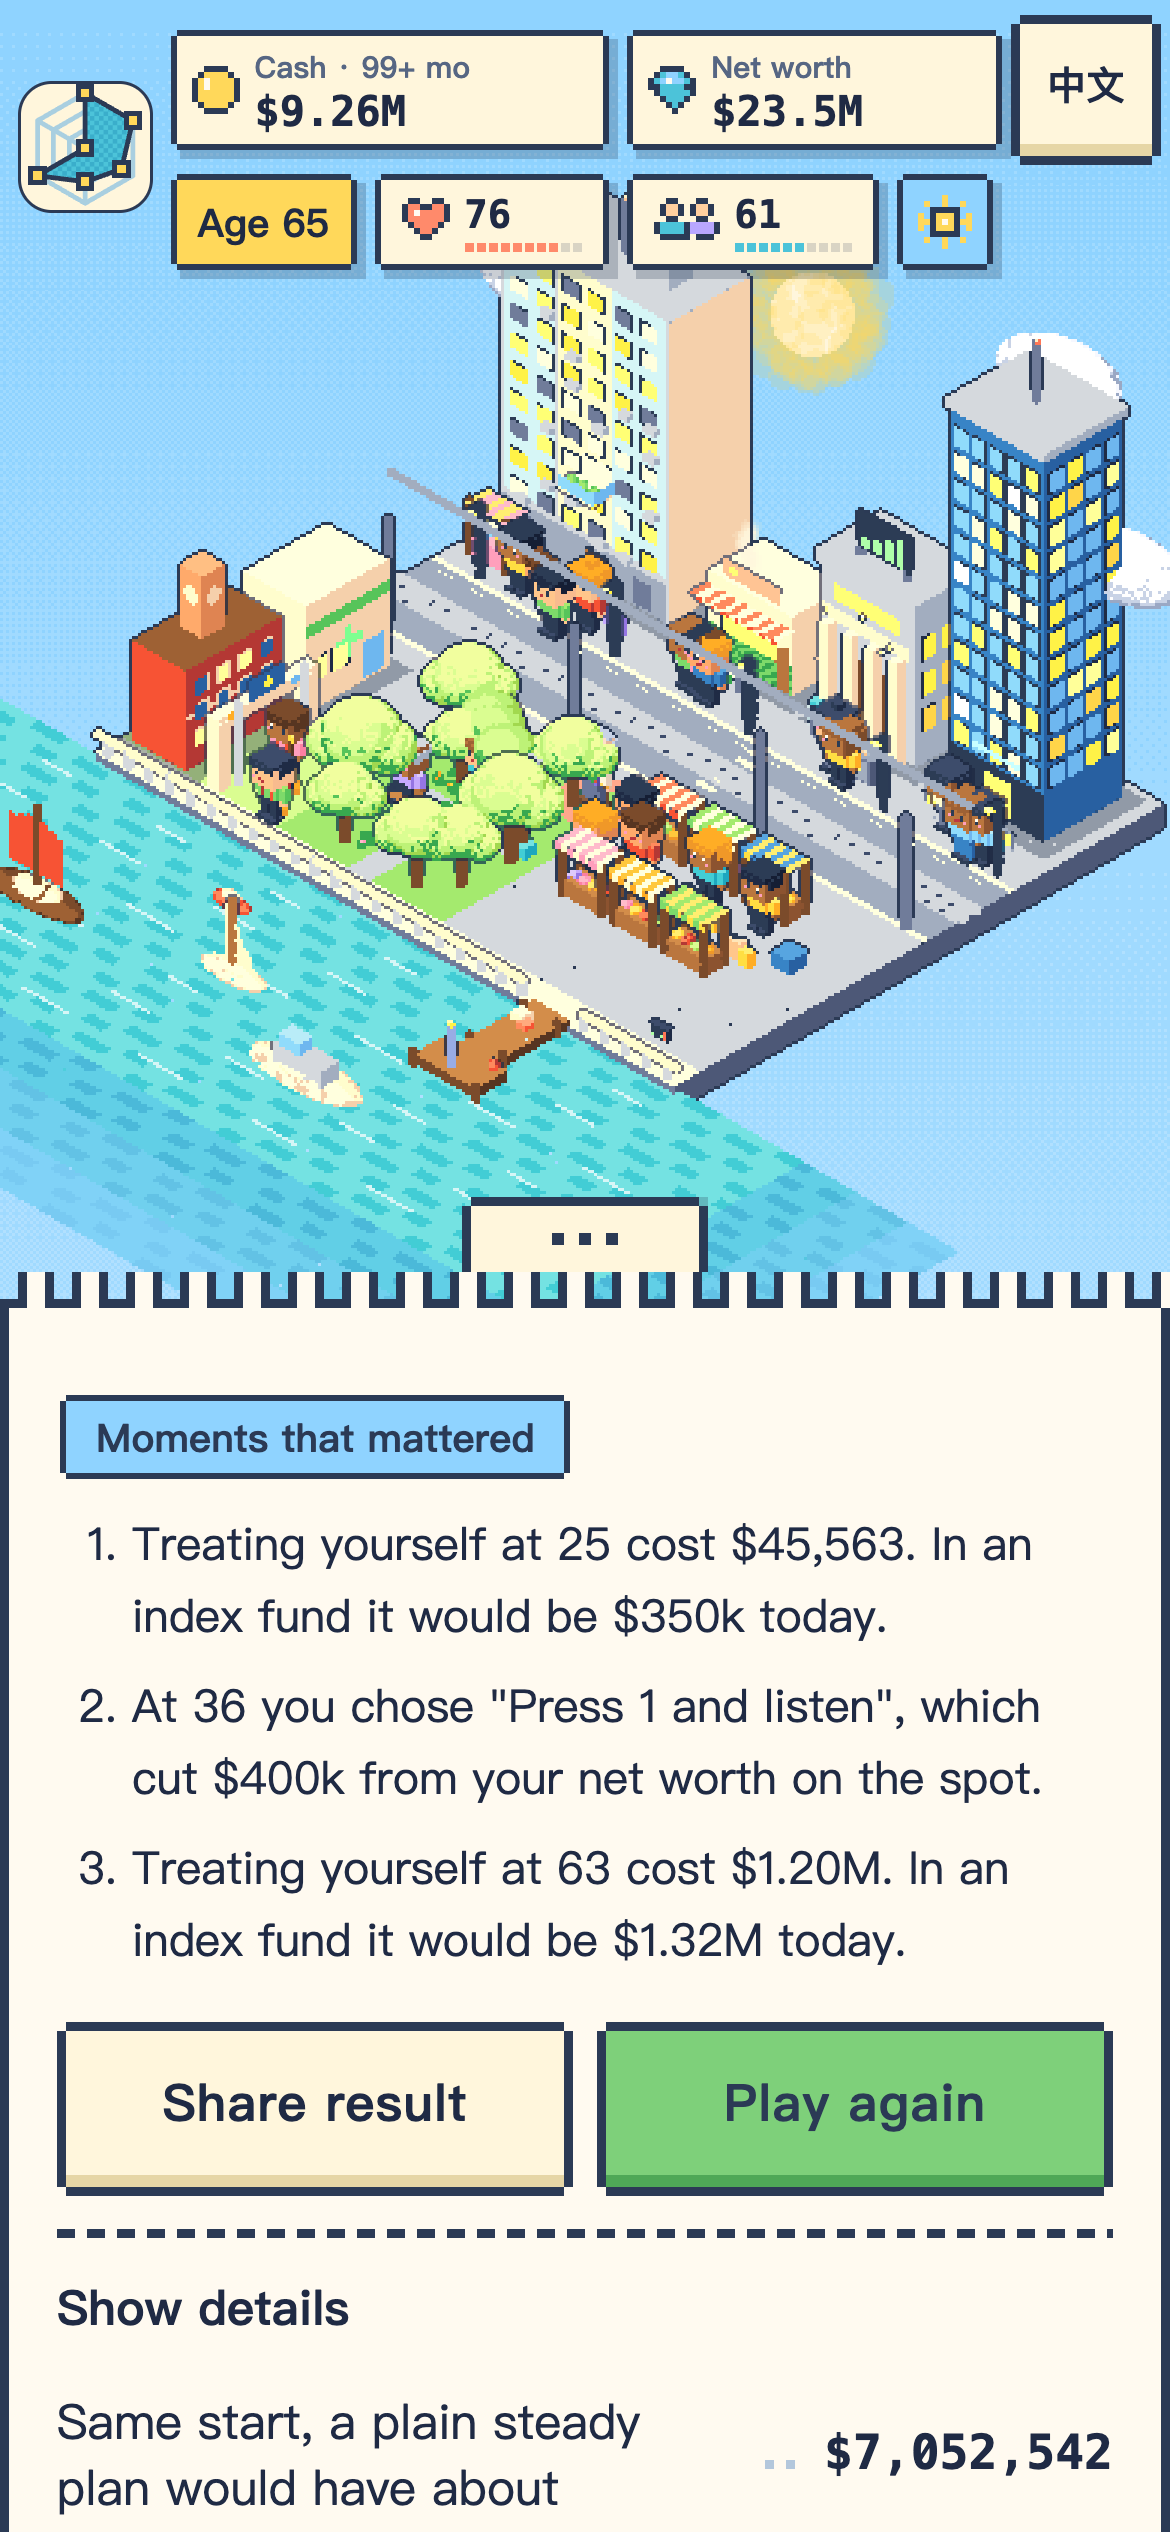 Cash · 99+ mo
$9.26M
Net worth
$23.5M
中文
Age 65
76
61
Moments that mattered
1. Treating yourself at 25 cost $45,563. In an
index fund it would be $350k today.
2. At 36 you chose "Press 1 and listen", which
cut $400k from your net worth on the spot.
3. Treating yourself at 63 cost $1.20M. In an
index fund it would be $1.32M today.
Share result
Play again
Show details
Same start, a plain steady
plan would have about
$7,052,542